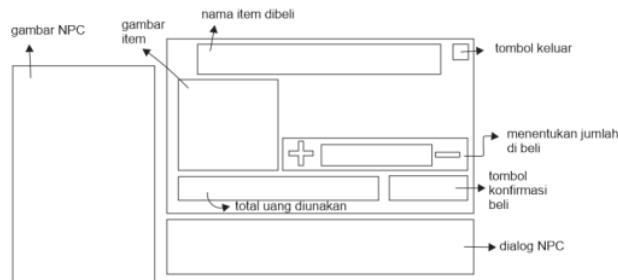 nama item dibeli
gambar
item
gambar NPC
tombol keluar
menentukan jumlah
di beli
tombol
konfirmasi
beli
total uang diunakan
dialog NPC